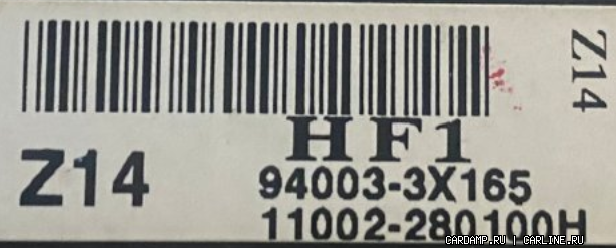 Z14
HF1
Z14
94003-3X165
11002-280100H
CARDAMP.RU | CARLINE.RU